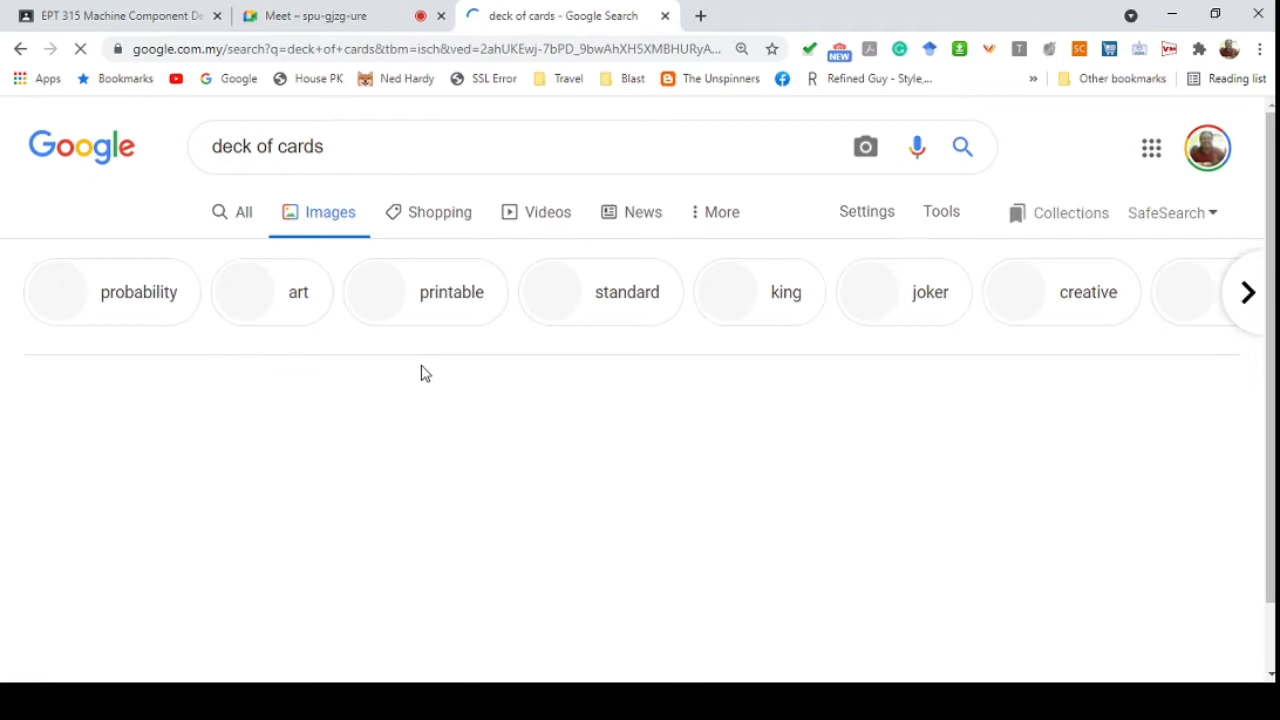 EPT 315 Machine Component De
Meet – spu-gjzg-ure
deck of cards - Google Search
google.com.my/search?q=deck+of+cards&tbm=isch&ved=2ahUKEwj-7bPD_9bwAhXH5XMBHURyA...
NEW
T
SC
VM
Apps
Bookmarks
Google
House PK
Ned Hardy
SSL Error
Travel
Blast
The Unspinners
R Refined Guy - Style,...
»
Other bookmarks
Reading list
Google
deck of cards
All
Images
Shopping
Videos
News
More
Settings
Tools
Collections
SafeSearch
probability
art
printable
standard
king
joker
creative